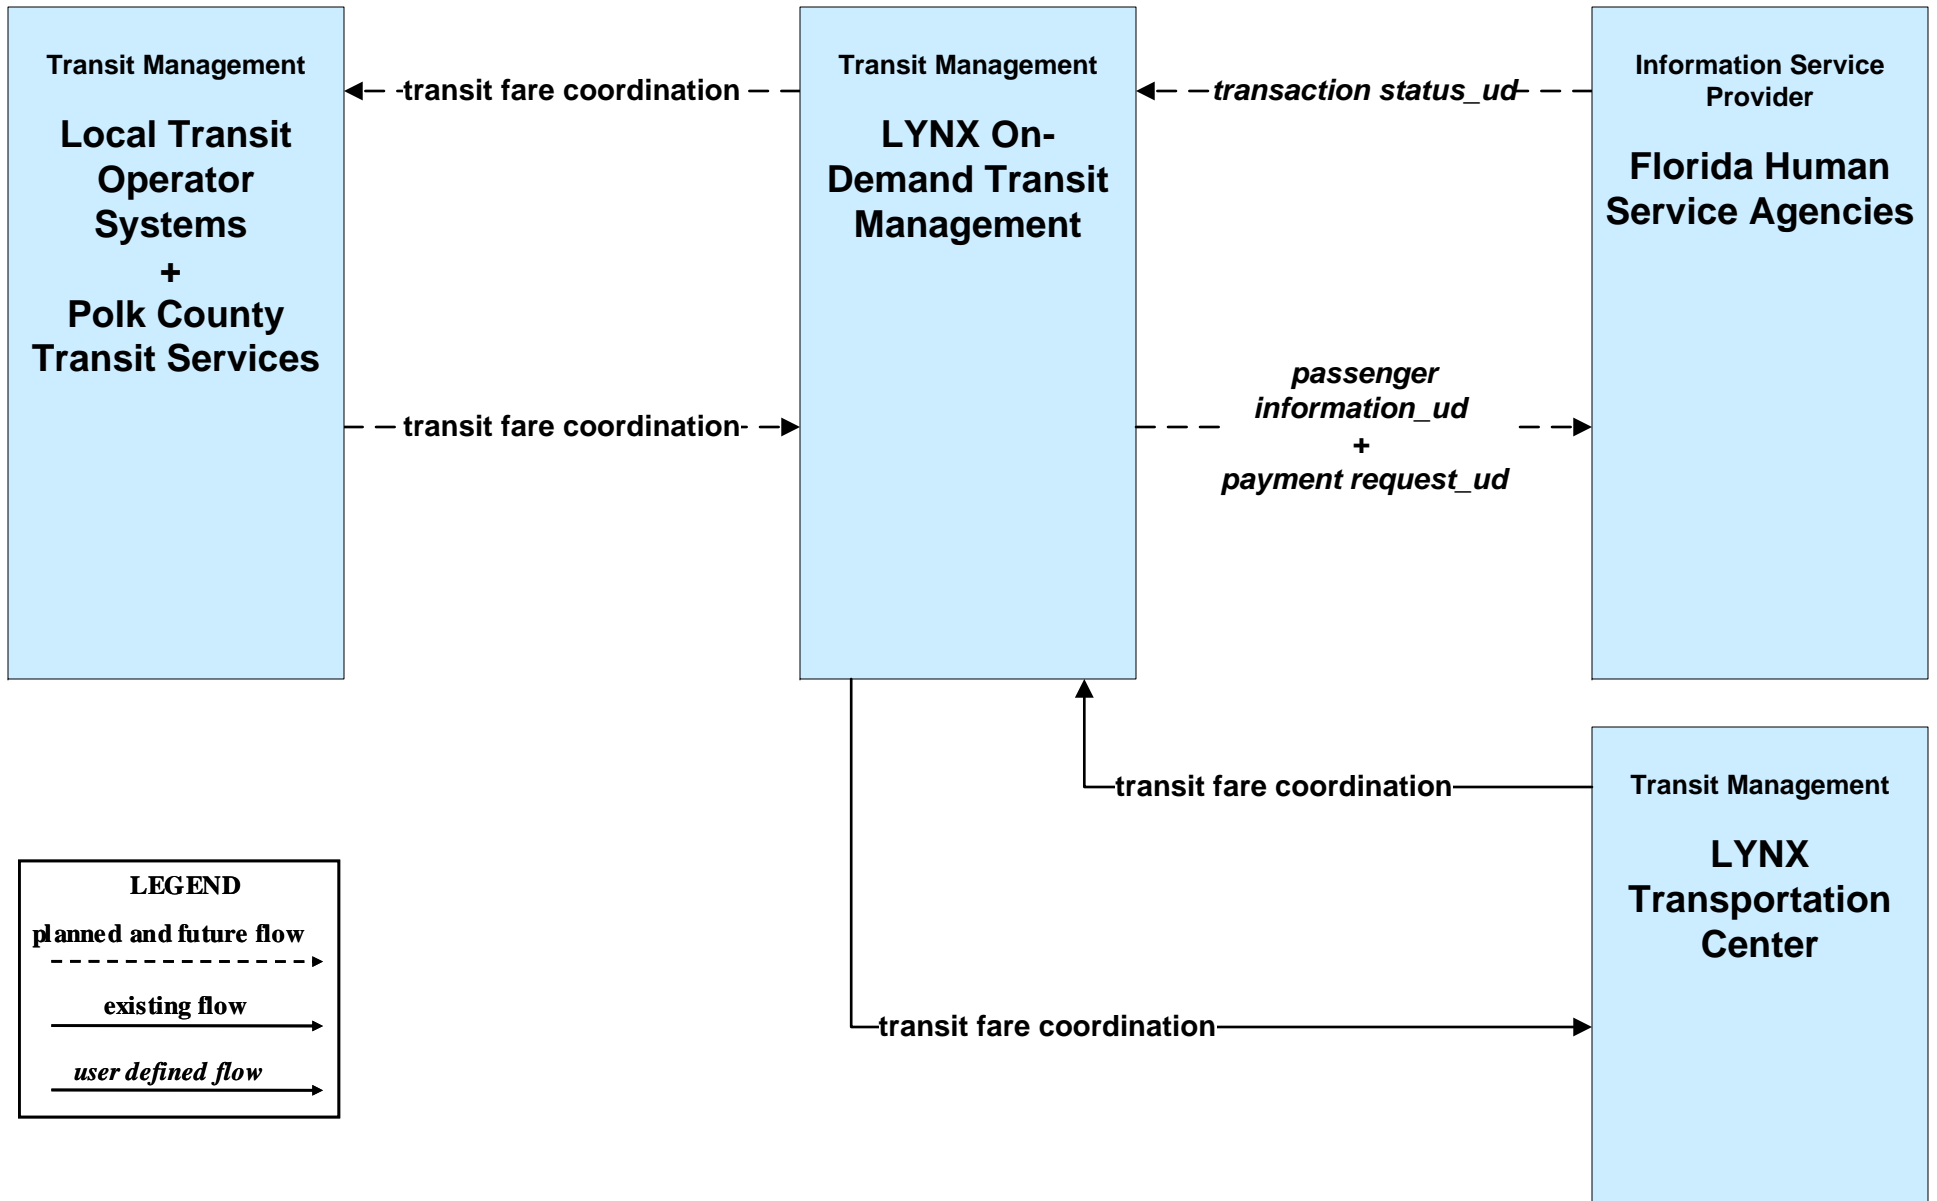 Transit Management
Local Transit
Operator
Systems
+
Polk County
Transit Services
transit fare coordination
transit fare coordination
Transit Management
LYNX On-
Demand Transit
Management
transaction status_ud
passenger
information_ud
+
payment request_ud
Information Service
Provider
Florida Human
Service Agencies
transit fare coordination
transit fare coordination
Transit Management
LYNX
Transportation
Center
LEGEND
planned and future flow
existing flow
user defined flow